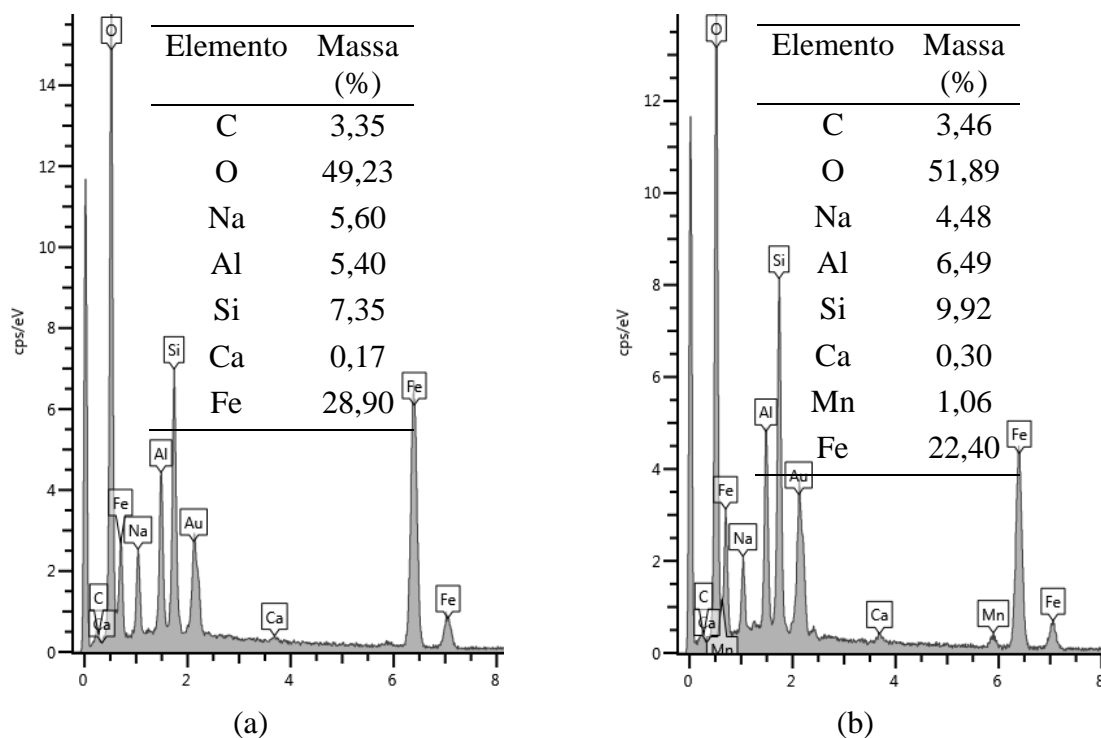 Elemento Massa
(%)
C 3,35
O 49,23
Na 5,60
Al 5,40
Si 7,35
Ca 0,17
Fe 28,90
O
Si
Al
Fe
Na
Au
C
Ca
Ca
Fe
Fe
14
12
10
8
6
4
2
0
cps/eV
0 2 4 6 8
(a)
Elemento Massa
(%)
C 3,46
O 51,89
Na 4,48
Al 6,49
Si 9,92
Ca 0,30
Mn 1,06
Fe 22,40
O
Si
Al
Fe
Na
Au
C
Ca
Mn
Ca
Mn
Fe
Fe
12
10
8
6
4
2
0
cps/eV
0 2 4 6 8
(b)